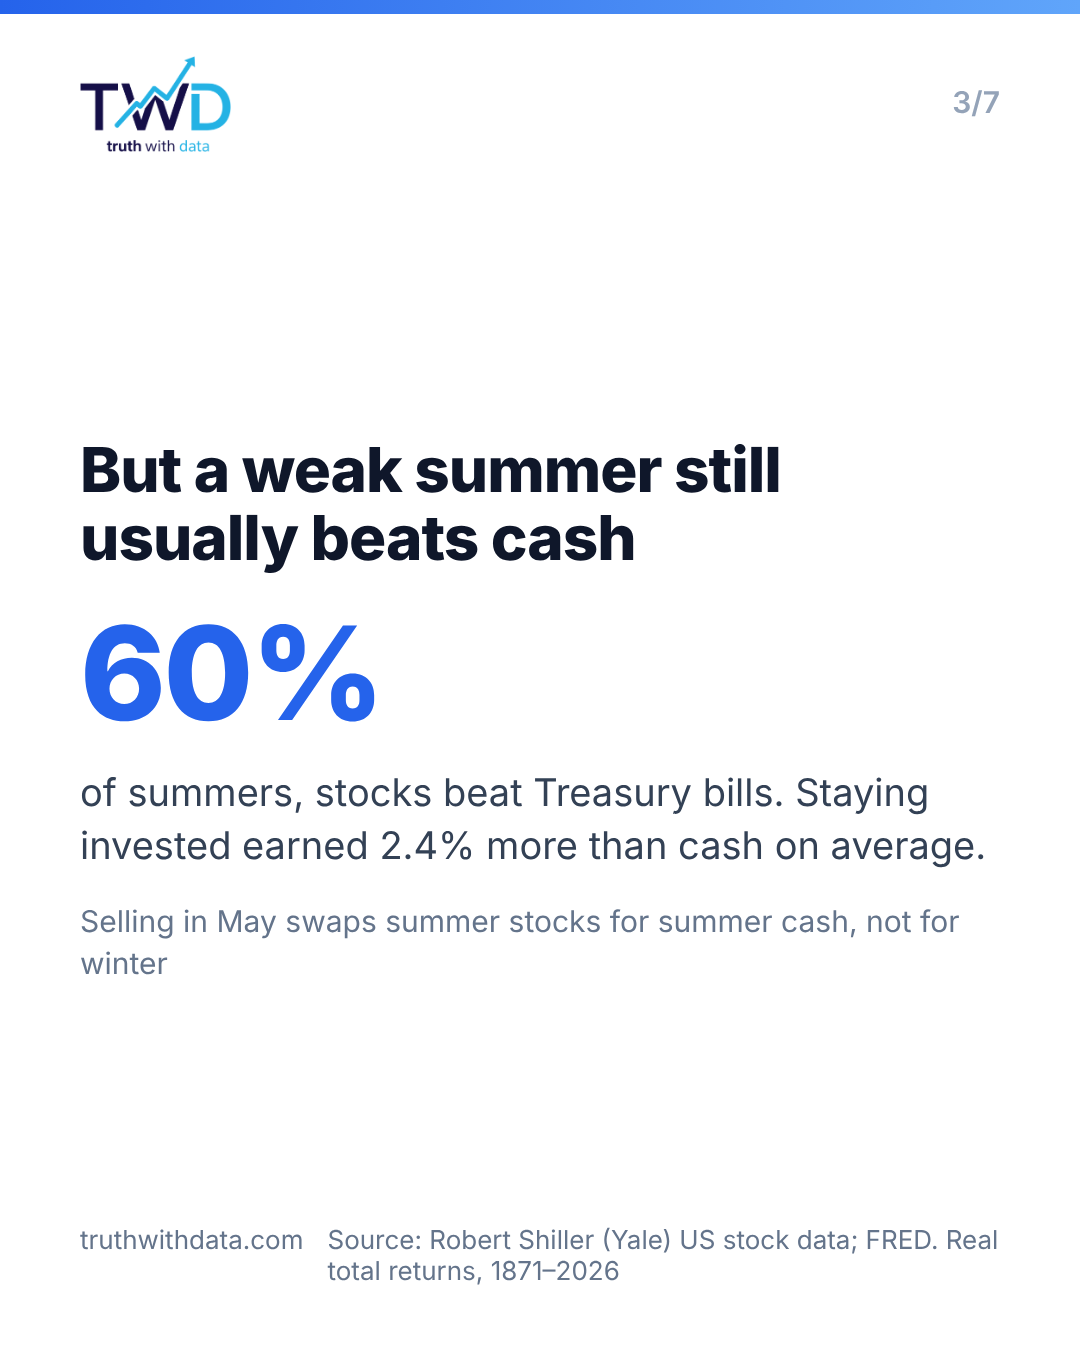 TWD
truth with data
3/7
But a weak summer still
usually beats cash
60%
of summers, stocks beat Treasury bills. Staying
invested earned 2.4% more than cash on average.
Selling in May swaps summer stocks for summer cash, not for
winter
truthwithdata.com
Source: Robert Shiller (Yale) US stock data; FRED. Real
total returns, 1871–2026